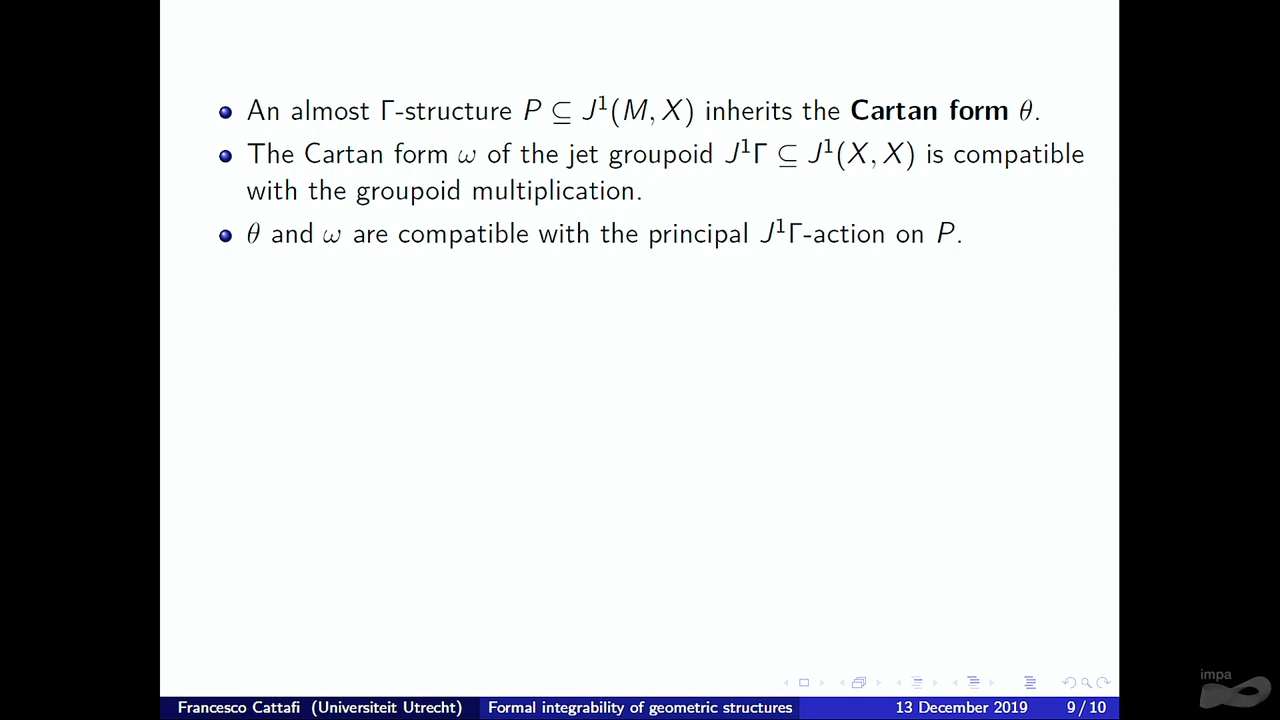 An almost Γ-structure P ⊆ J¹(M, X) inherits the Cartan form θ.
The Cartan form ω of the jet groupoid J¹Γ ⊆ J¹(X, X) is compatible
with the groupoid multiplication.
θ and ω are compatible with the principal J¹Γ-action on P.
impa
Francesco Cattafi (Universiteit Utrecht) Formal integrability of geometric structures 13 December 2019 9 / 10